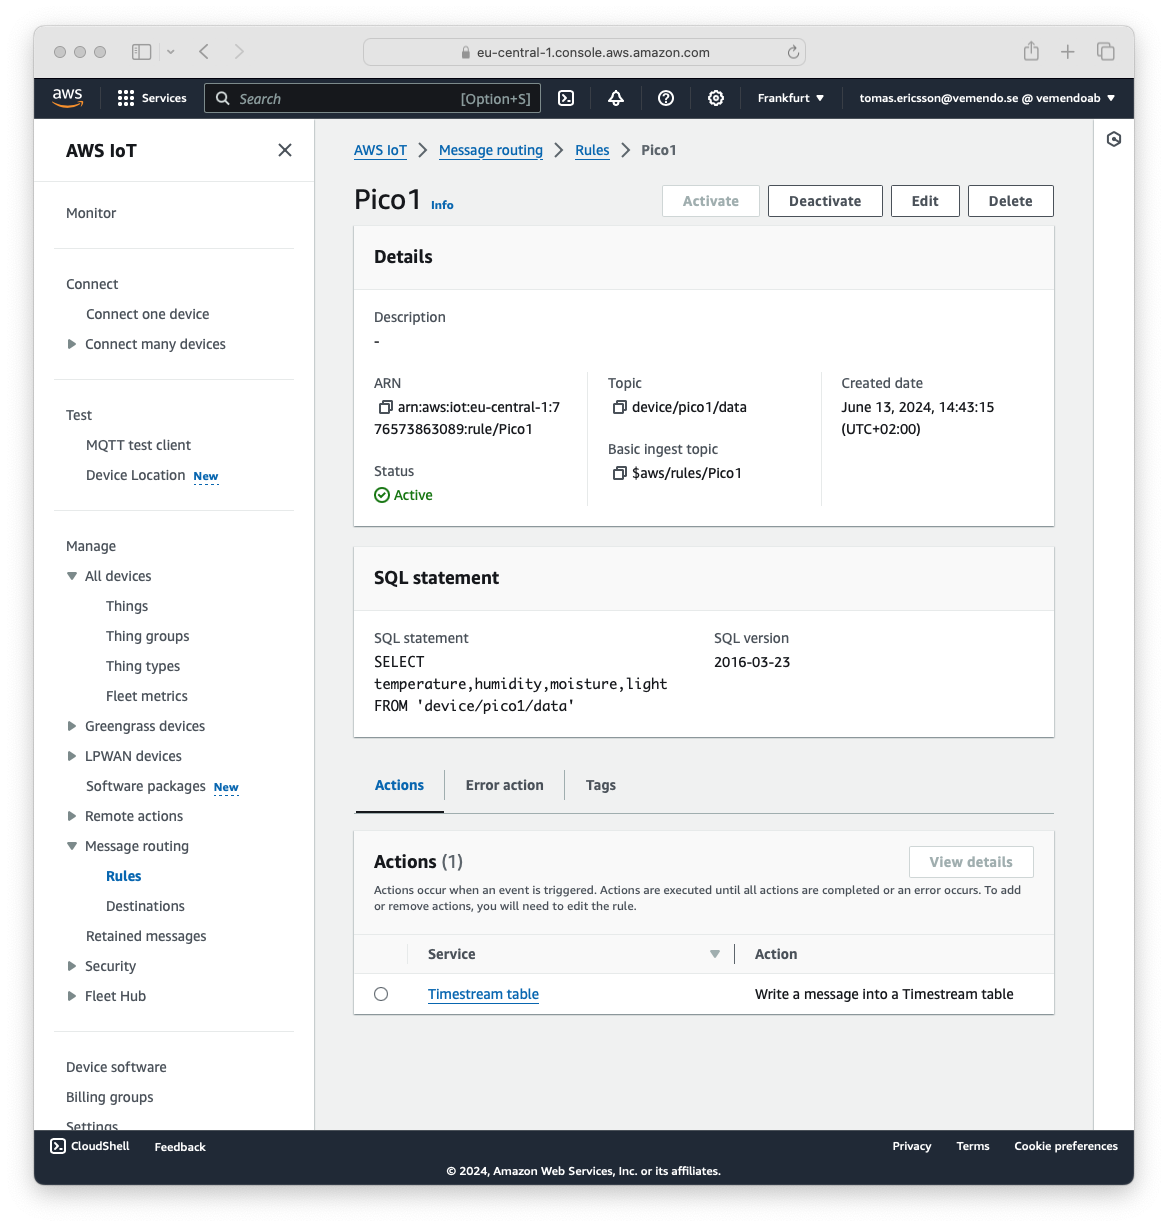 eu-central-1.console.aws.amazon.com
aws
Services
Search
[Option+S]
Frankfurt
tomas.ericsson@vemendo.se @ vemendoab
AWS IoT
Monitor
Connect
Connect one device
Connect many devices
Test
MQTT test client
Device Location New
Manage
All devices
Things
Thing groups
Thing types
Fleet metrics
Greengrass devices
LPWAN devices
Software packages New
Remote actions
Message routing
Rules
Destinations
Retained messages
Security
Fleet Hub
Device software
Billing groups
Settings
AWS IoT
Message routing
Rules
Pico1
Pico1 Info
Activate
Deactivate
Edit
Delete
Details
Description
-
ARN
arn:aws:iot:eu-central-1:7
76573863089:rule/Pico1
Status
Active
Topic
device/pico1/data
Basic ingest topic
$aws/rules/Pico1
Created date
June 13, 2024, 14:43:15
(UTC+02:00)
SQL statement
SQL statement
SELECT
temperature,humidity,moisture,light
FROM 'device/pico1/data'
SQL version
2016-03-23
Actions
Error action
Tags
Actions (1)
View details
Actions occur when an event is triggered. Actions are executed until all actions are completed or an error occurs. To add
or remove actions, you will need to edit the rule.
Service
Action
Timestream table
Write a message into a Timestream table
CloudShell
Feedback
Privacy
Terms
Cookie preferences
© 2024, Amazon Web Services, Inc. or its affiliates.